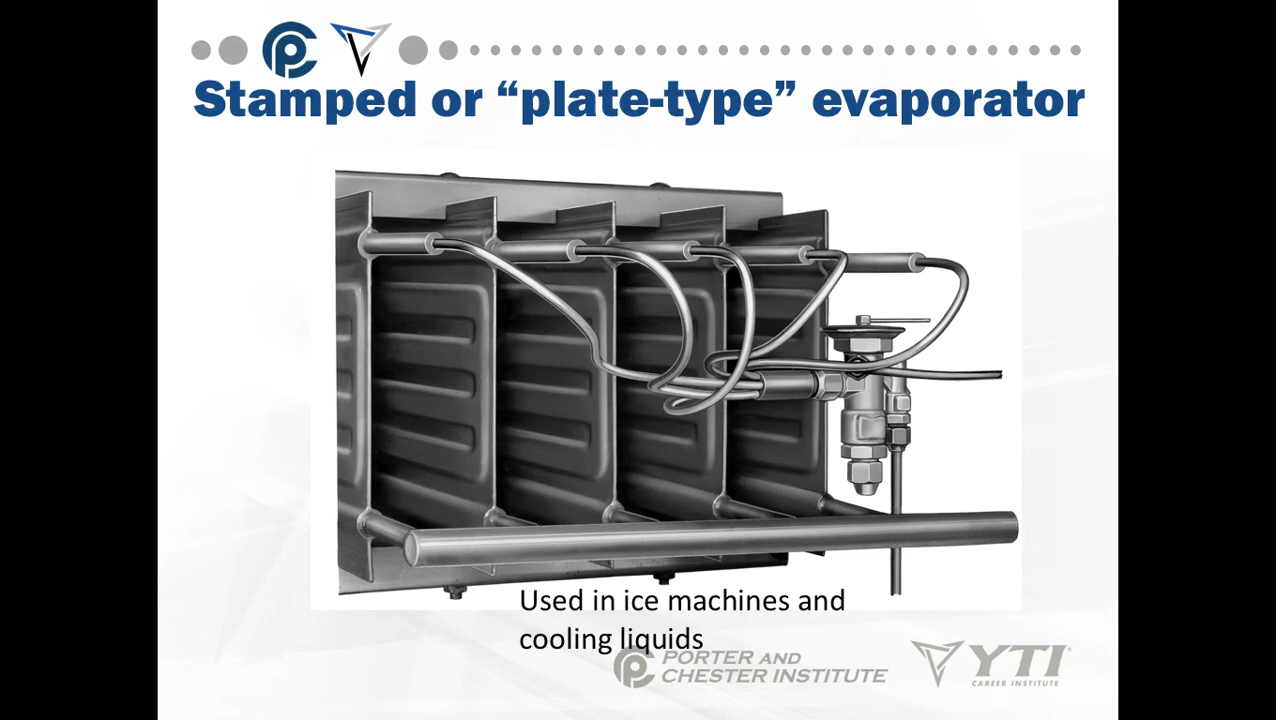 Stamped or “plate-type” evaporator
Used in ice machines and
cooling liquids
PORTER AND
CHESTER INSTITUTE
YTI
CAREER INSTITUTE